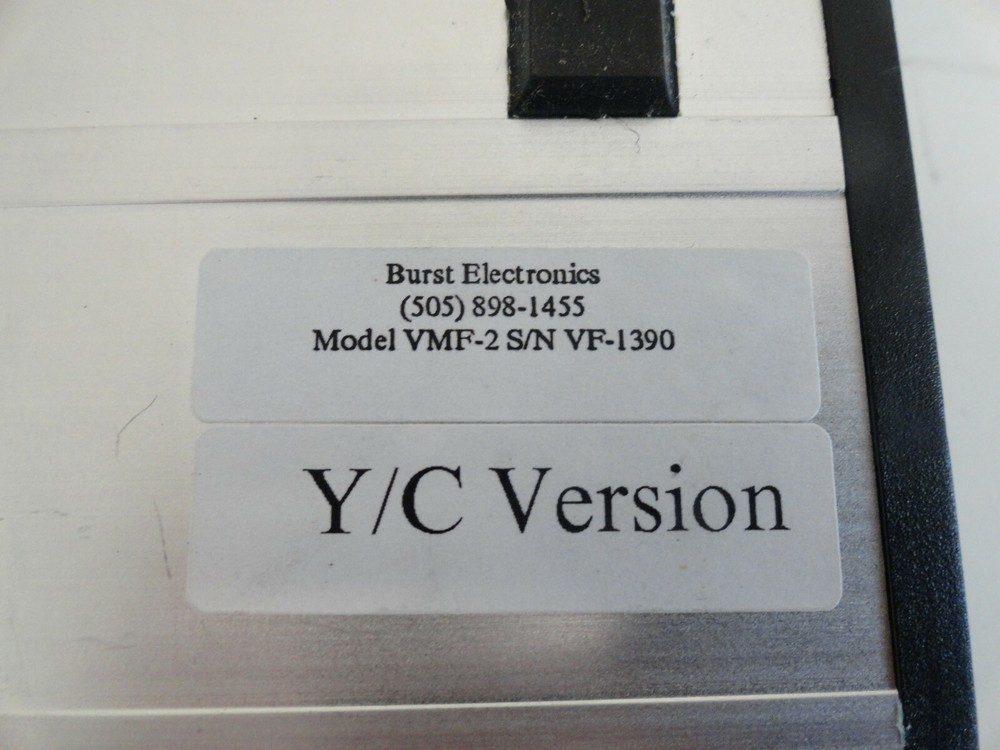 Burst Electronics
(505) 898-1455
Model VMF-2 S/N VF-1390
Y/C Version